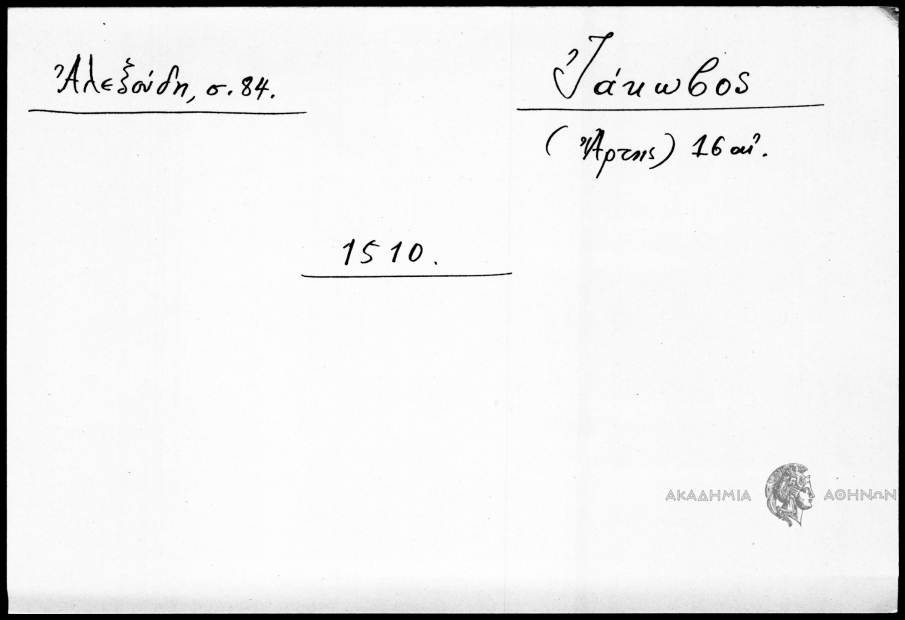 Ἀλεξούδη, σ. 84.
Ἰάκωβος
(Ἄρτης) 16 αἰ.
1510.
ΑΚΑΔΗΜΙΑ ΑΘΗΝΩΝ